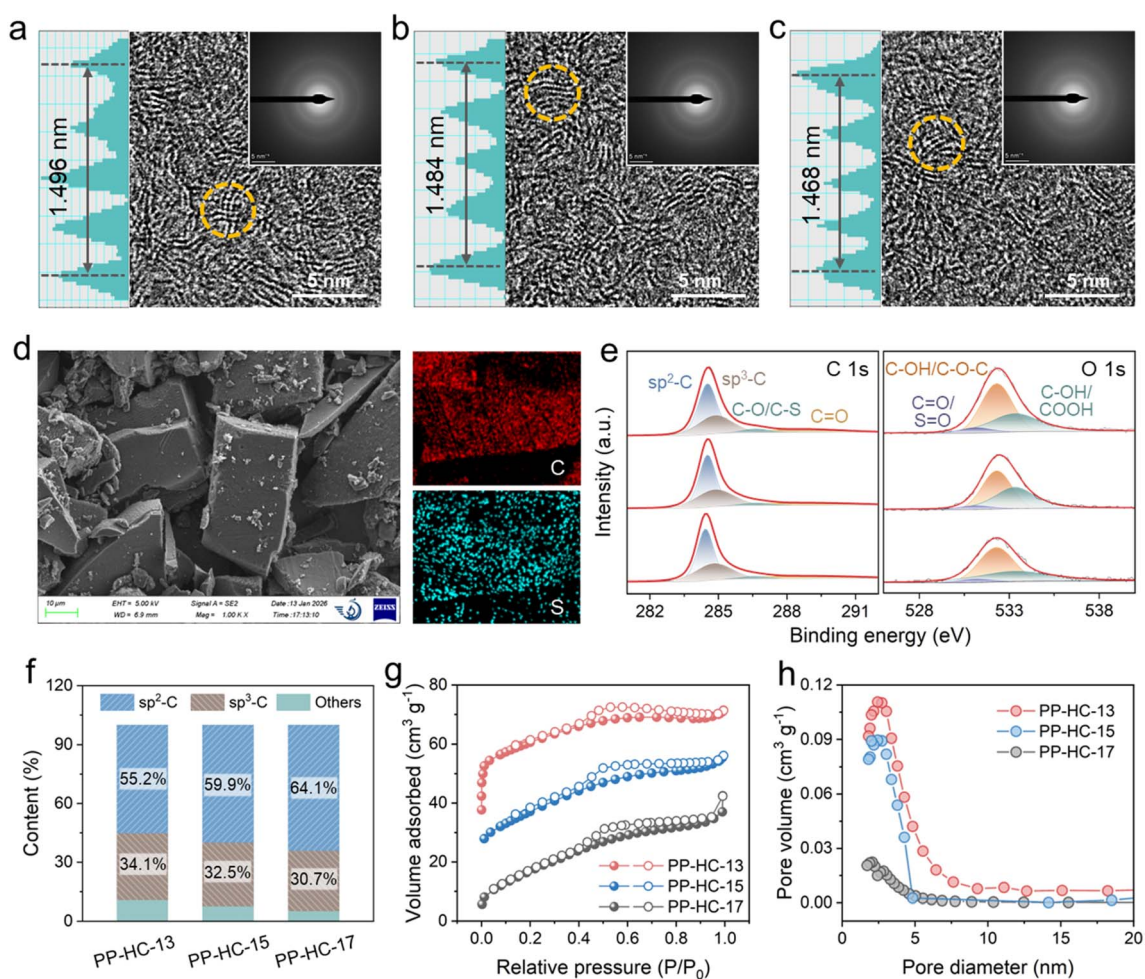 a
1.496 nm
5 nm⁻¹
5 nm
b
1.484 nm
5 nm⁻¹
5 nm
c
1.468 nm
5 nm⁻¹
5 nm
d
10 µm
EHT = 5.00 kV
WD = 6.9 mm
Signal A = SE2
Mag = 1.00 K X
Date :13 Jan 2026
Time :17:13:10
ZEISS
C
S
e
C 1s
sp²-C
sp³-C
C-O/C-S
C=O
O 1s
C-OH/C-O-C
C=O/
S=O
C-OH/
COOH
Intensity (a.u.)
282 285 288 291
528 533 538
Binding energy (eV)
f
sp²-C sp³-C Others
120
90
60
30
0
Content (%)
55.2% 59.9% 64.1%
34.1% 32.5% 30.7%
PP-HC-13 PP-HC-15 PP-HC-17
g
Volume adsorbed (cm³ g⁻¹)
80
60
40
20
0
PP-HC-13
PP-HC-15
PP-HC-17
0.0 0.2 0.4 0.6 0.8 1.0
Relative pressure (P/P₀)
h
Pore volume (cm³ g⁻¹)
0.12
0.09
0.06
0.03
0.00
PP-HC-13
PP-HC-15
PP-HC-17
0 5 10 15 20
Pore diameter (nm)